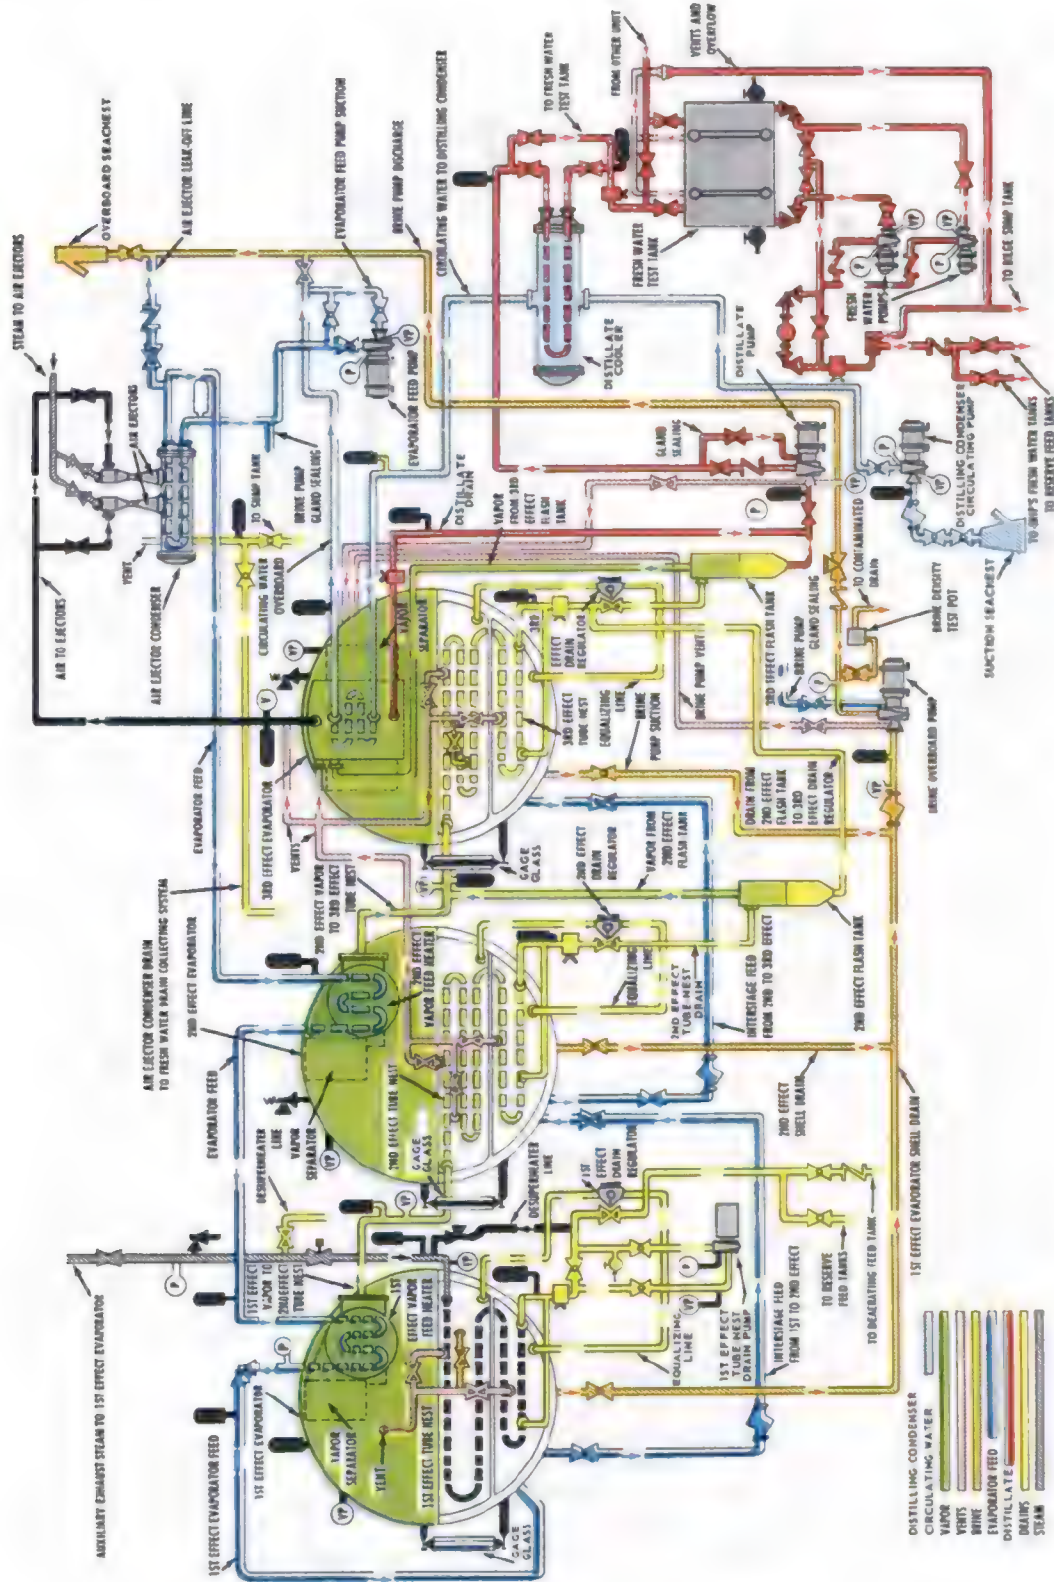 STEAM TO AIR EJECTORS
OVERBOARD SEACHEST
AIR EJECTOR LEAK-OFF LINE
EVAPORATOR FEED PUMP SUCTION
BRINE PUMP DISCHARGE
CIRCULATING WATER TO DISTILLING CONDENSER
TO FRESH WATER
TEST TANK
FROM OTHER UNIT
VENTS AND
OVERFLOW
AIR TO EJECTORS
VENT
AIR EJECTORS
AIR EJECTOR CONDENSER
TO SUMP TANK
BRINE PUMP
GLAND SEALING
CIRCULATING WATER
OVERBOARD
EVAPORATOR FEED PUMP
DISTILLATE
DRAIN
VAPOR
FROM 3RD
EFFECT
FLASH
TANK
DISTILLATE
COOLER
FRESH WATER
TEST TANK
FRESH
WATER
PUMPS
TO BILGE SUMP TANK
GLAND
SEALING
DISTILLATE
PUMP
DISTILLING CONDENSER
CIRCULATING PUMP
TO SHIP'S FRESH WATER TANKS
TO RESERVE FEED TANKS
SUCTION SEACHEST
TO CONTAMINATED
DRAIN
BRINE DENSITY
TEST POT
BRINE PUMP
GLAND SEALING
3RD EFFECT FLASH TANK
BRINE PUMP VENT
BRINE OVERBOARD PUMP
EVAPORATOR FEED
3RD EFFECT EVAPORATOR
VENTS
VAPOR
SEPARATOR
3RD
EFFECT
DRAIN
REGULATOR
3RD EFFECT
TUBE NEST
EQUALIZING
LINE
BRINE
PUMP SUCTION
DRAIN FROM
2ND EFFECT
FLASH TANK
TO 3RD
EFFECT DRAIN
REGULATOR
GAGE
GLASS
2ND EFFECT VAPOR
TO 3RD EFFECT
TUBE NEST
2ND EFFECT
DRAIN
REGULATOR
VAPOR FROM
2ND EFFECT
FLASH TANK
2ND EFFECT FLASH TANK
AIR EJECTOR CONDENSER DRAIN
TO FRESH WATER DRAIN COLLECTING SYSTEM
2ND EFFECT EVAPORATOR
2ND EFFECT
VAPOR
FEED HEATER
EVAPORATOR FEED
DESUPERHEATER
LINE
VAPOR
SEPARATOR
2ND EFFECT TUBE NEST
GAGE
GLASS
EQUALIZING
LINE
2ND EFFECT
TUBE NEST
DRAIN
INTERSTAGE FEED
FROM 2ND TO 3RD EFFECT
2ND EFFECT
SHELL DRAIN
1ST EFFECT EVAPORATOR SHELL DRAIN
AUXILIARY EXHAUST STEAM TO 1ST EFFECT EVAPORATOR
1ST EFFECT
VAPOR TO
2ND EFFECT
TUBE NEST
1ST
EFFECT VAPOR
FEED HEATER
DESUPERHEATER
LINE
1ST
EFFECT
DRAIN
REGULATOR
1ST EFFECT EVAPORATOR FEED
1ST EFFECT EVAPORATOR
VAPOR
SEPARATOR
VENT
1ST EFFECT TUBE NEST
GAGE
GLASS
EQUALIZING
LINE
1ST EFFECT
TUBE NEST
DRAIN PUMP
INTERSTAGE FEED
FROM 1ST TO 2ND EFFECT
TO RESERVE
FEED TANKS
TO DEAERATING FEED TANK
DISTILLING CONDENSER
CIRCULATING WATER
VAPOR
VENTS
BRINE
EVAPORATOR FEED
DISTILLATE
DRAINS
STEAM